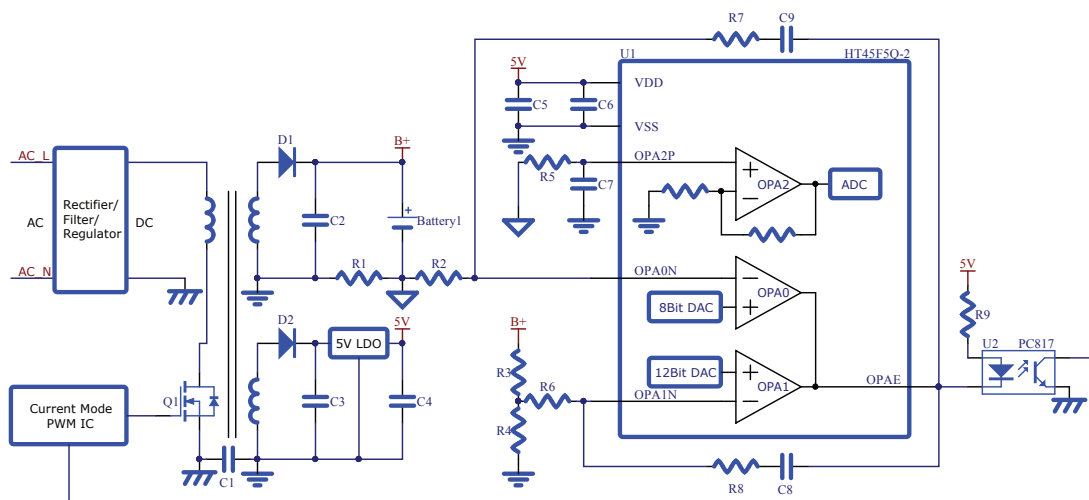 R7
C9
U1
HT45F5Q-2
5V
VDD
C5
C6
VSS
AC_L
D1
B+
OPA2P
R5
C7
OPA2
ADC
Rectifier/
Filter/
Regulator
AC
DC
C2
+
Battery1
AC_N
R1
R2
OPA0N
OPA0
8Bit DAC
5V
R9
D2
5V
5V LDO
B+
U2
PC817
R3
R6
12Bit DAC
OPA1
OPAE
OPA1N
Current Mode
PWM IC
Q1
C3
C4
R4
C1
R8
C8